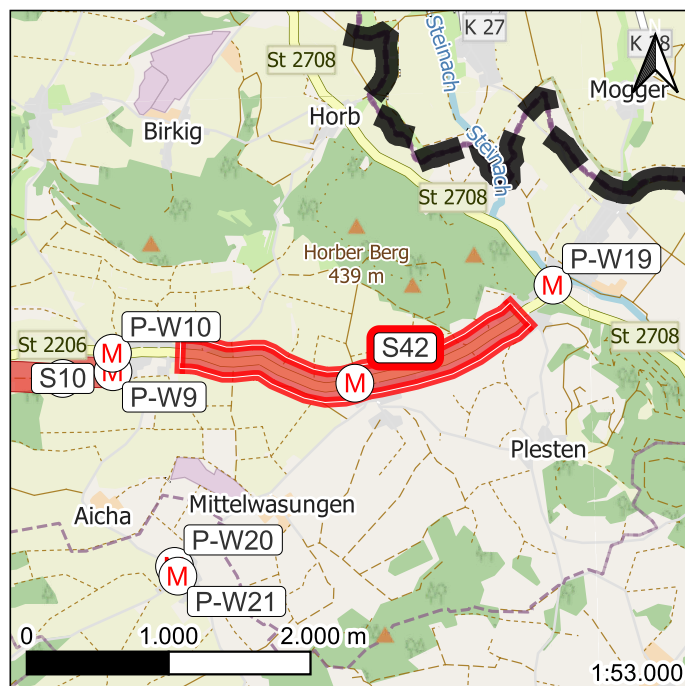 Steinach
K 27
N
K 28
St 2708
Mogger
Horb
Birkig
Steinach
St 2708
P-W19
Horber Berg
439 m
P-W10
St 2206
S42
St 2708
M
M
M
S10
P-W9
M
Plesten
Aicha
Mittelwasungen
P-W20
M
P-W21
0
1.000
2.000 m
1:53.000